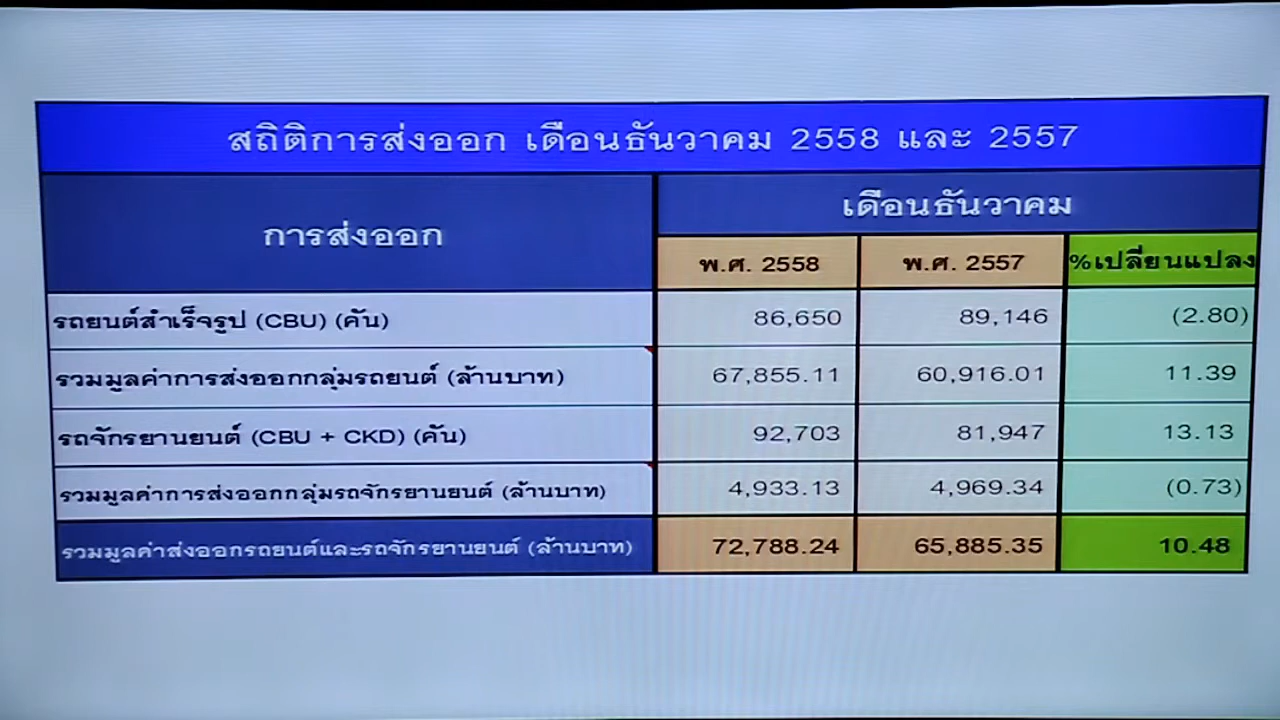 สถิติการส่งออก เดือนธันวาคม 2558 และ 2557
การส่งออก
เดือนธันวาคม
พ.ศ. 2558 พ.ศ. 2557 %เปลี่ยนแปลง
รถยนต์สำเร็จรูป (CBU) (คัน) 86,650 89,146 (2.80)
รวมมูลค่าการส่งออกกลุ่มรถยนต์ (ล้านบาท) 67,855.11 60,916.01 11.39
รถจักรยานยนต์ (CBU + CKD) (คัน) 92,703 81,947 13.13
รวมมูลค่าการส่งออกกลุ่มรถจักรยานยนต์ (ล้านบาท) 4,933.13 4,969.34 (0.73)
รวมมูลค่าส่งออกรถยนต์และรถจักรยานยนต์ (ล้านบาท) 72,788.24 65,885.35 10.48